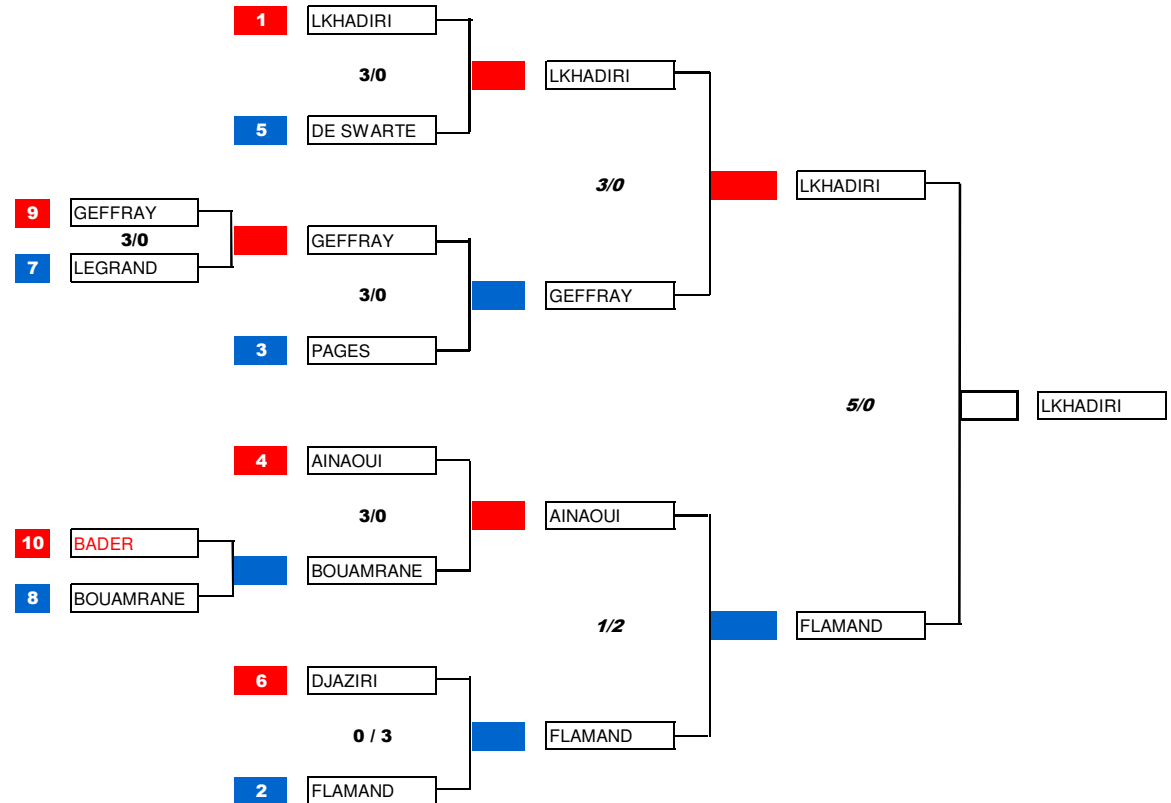 1 LKHADIRI
3/0 LKHADIRI
5 DE SWARTE
3/0 LKHADIRI
9 GEFFRAY
3/0 GEFFRAY
7 LEGRAND
3/0 GEFFRAY
3 PAGES
5/0 LKHADIRI
4 AINAOUI
3/0 AINAOUI
10 BADER
BOUAMRANE
8 BOUAMRANE
1/2 FLAMAND
6 DJAZIRI
0 / 3 FLAMAND
2 FLAMAND